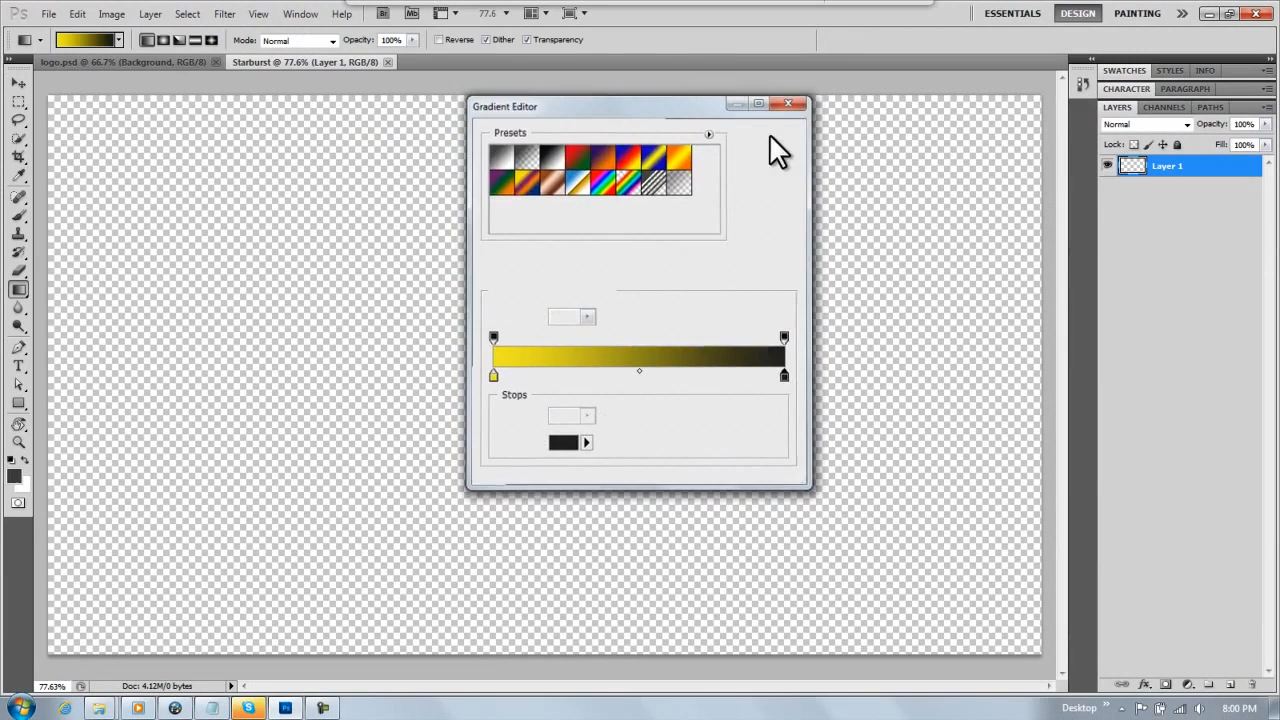 Ps File Edit Image Layer Select Filter View Window Help Br Mb 77.6 ESSENTIALS DESIGN PAINTING
Mode: Normal Opacity: 100% Reverse Dither Transparency
logo.psd @ 66.7% (Background, RGB/8) Starburst @ 77.6% (Layer 1, RGB/8)
SWATCHES STYLES INFO
CHARACTER PARAGRAPH
LAYERS CHANNELS PATHS
Normal Opacity: 100%
Lock: Fill: 100%
Layer 1
Gradient Editor
Presets
Stops
77.63% Doc: 4.12M/0 bytes
Desktop 8:00 PM